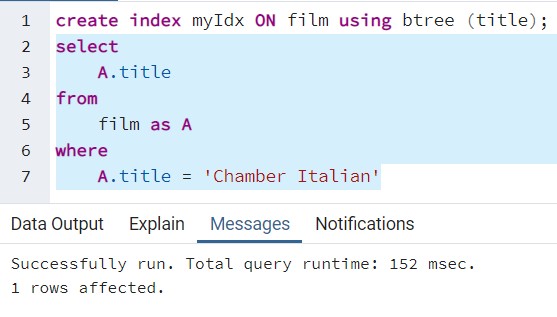 1 create index myIdx ON film using btree (title);
2 select
3 A.title
4 from
5 film as A
6 where
7 A.title = 'Chamber Italian'
Data Output Explain Messages Notifications
Successfully run. Total query runtime: 152 msec.
1 rows affected.